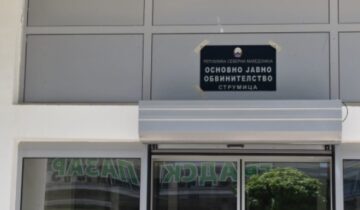 РЕПУБЛИКА СЕВЕРНА МАКЕДОНИЈА
ОСНОВНО ЈАВНО
ОБВИНИТЕЛСТВО
СТРУМИЦА